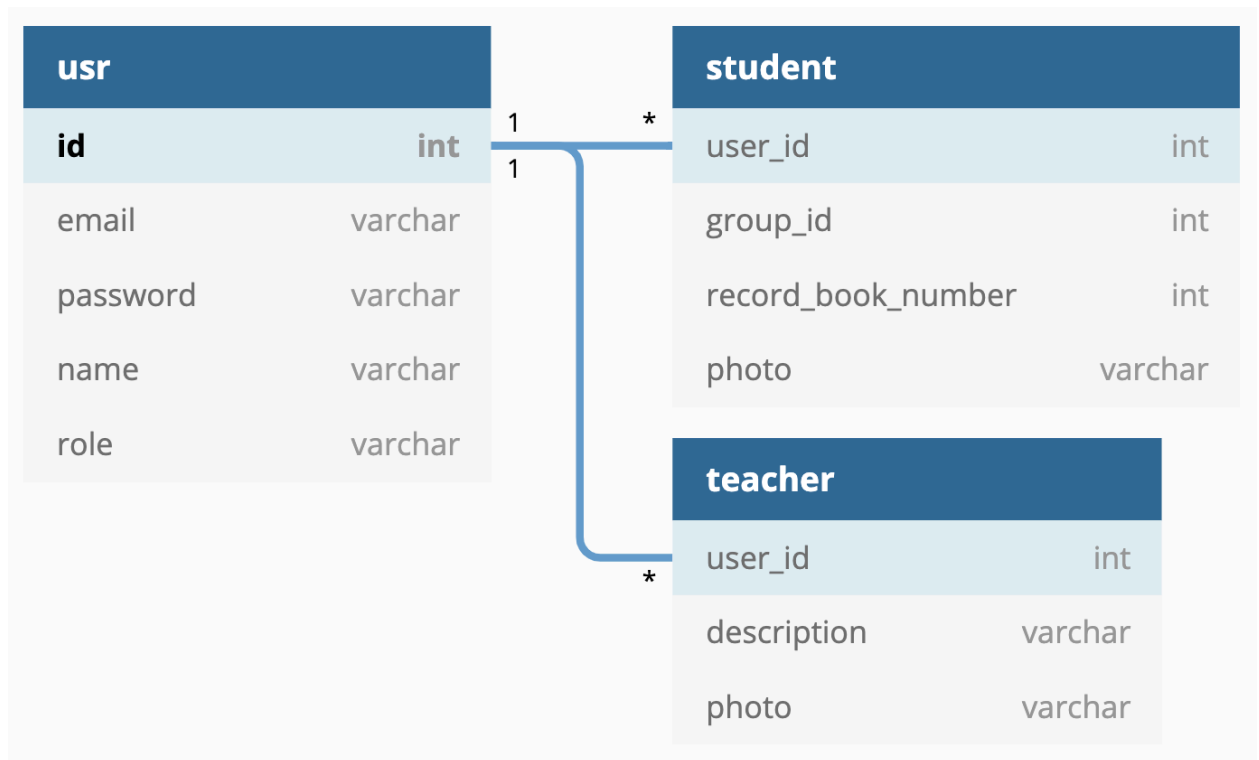 usr
id int
email varchar
password varchar
name varchar
role varchar
1 *
1
student
user_id int
group_id int
record_book_number int
photo varchar
teacher
user_id int
description varchar
photo varchar
*